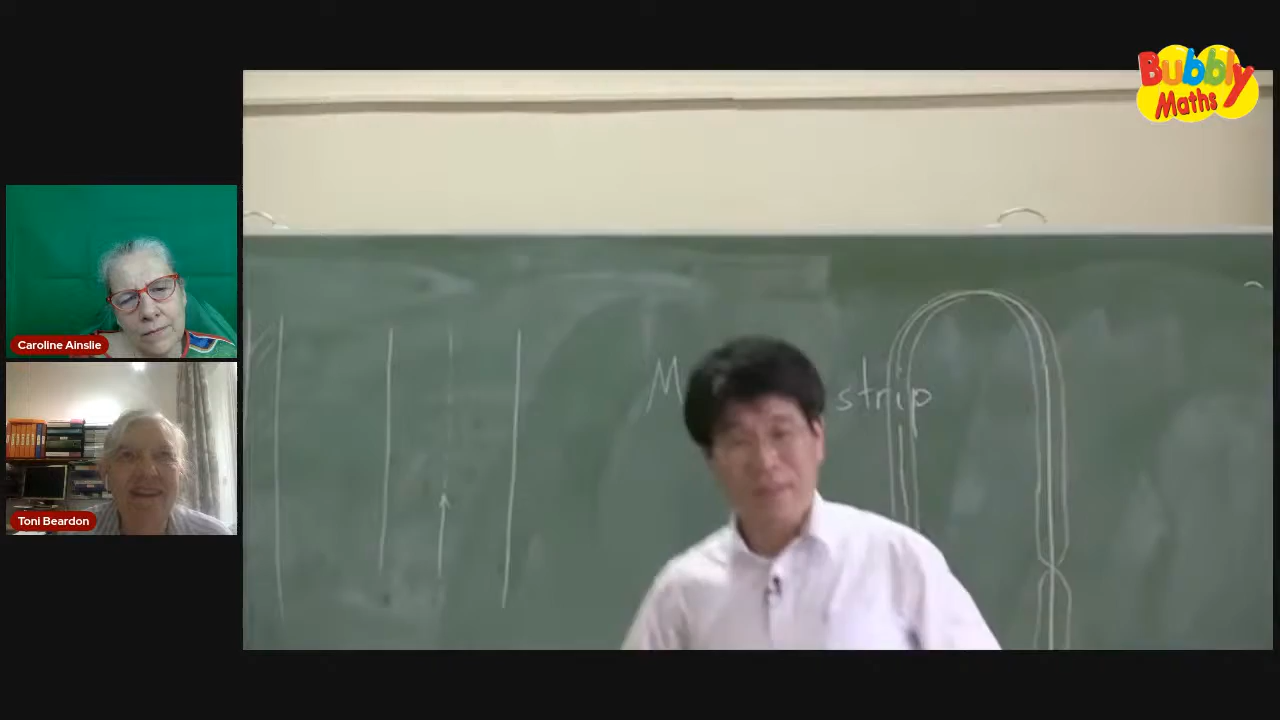 Bubbly
Maths
Caroline Ainslie
Toni Beardon
M strip